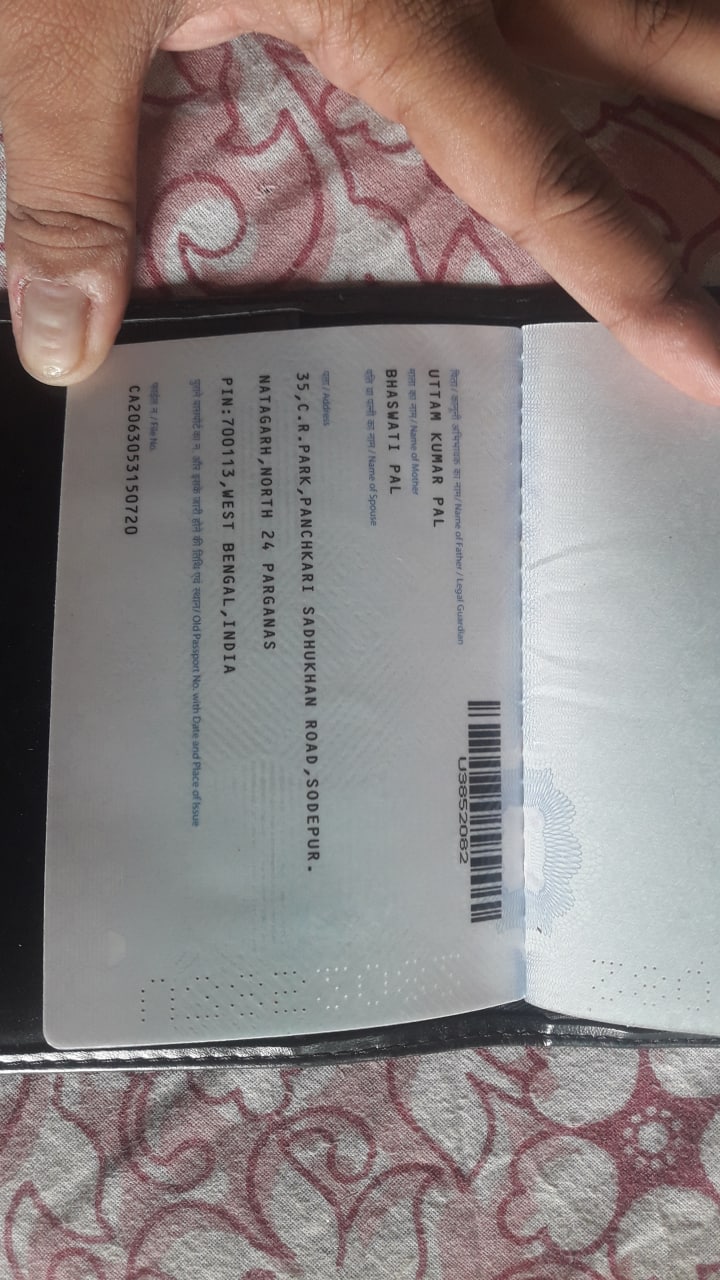 पिता / कानूनी अभिभावक का नाम / Name of Father / Legal Guardian
UTTAM KUMAR PAL
माता का नाम / Name of Mother
BHASWATI PAL
पति या पत्नी का नाम / Name of Spouse
U3652082
पता / Address
35,C.R.PARK,PANCHKARI SADHUKHAN ROAD,SODEPUR.
NATAGARH,NORTH 24 PARGANAS
PIN:700113,WEST BENGAL,INDIA
पुराने पासपोर्ट का न. और इसके जारी होने की तिथि एवं स्थान / Old Passport No. with Date and Place of Issue
फाईल न. / File No.
CA2063053150720